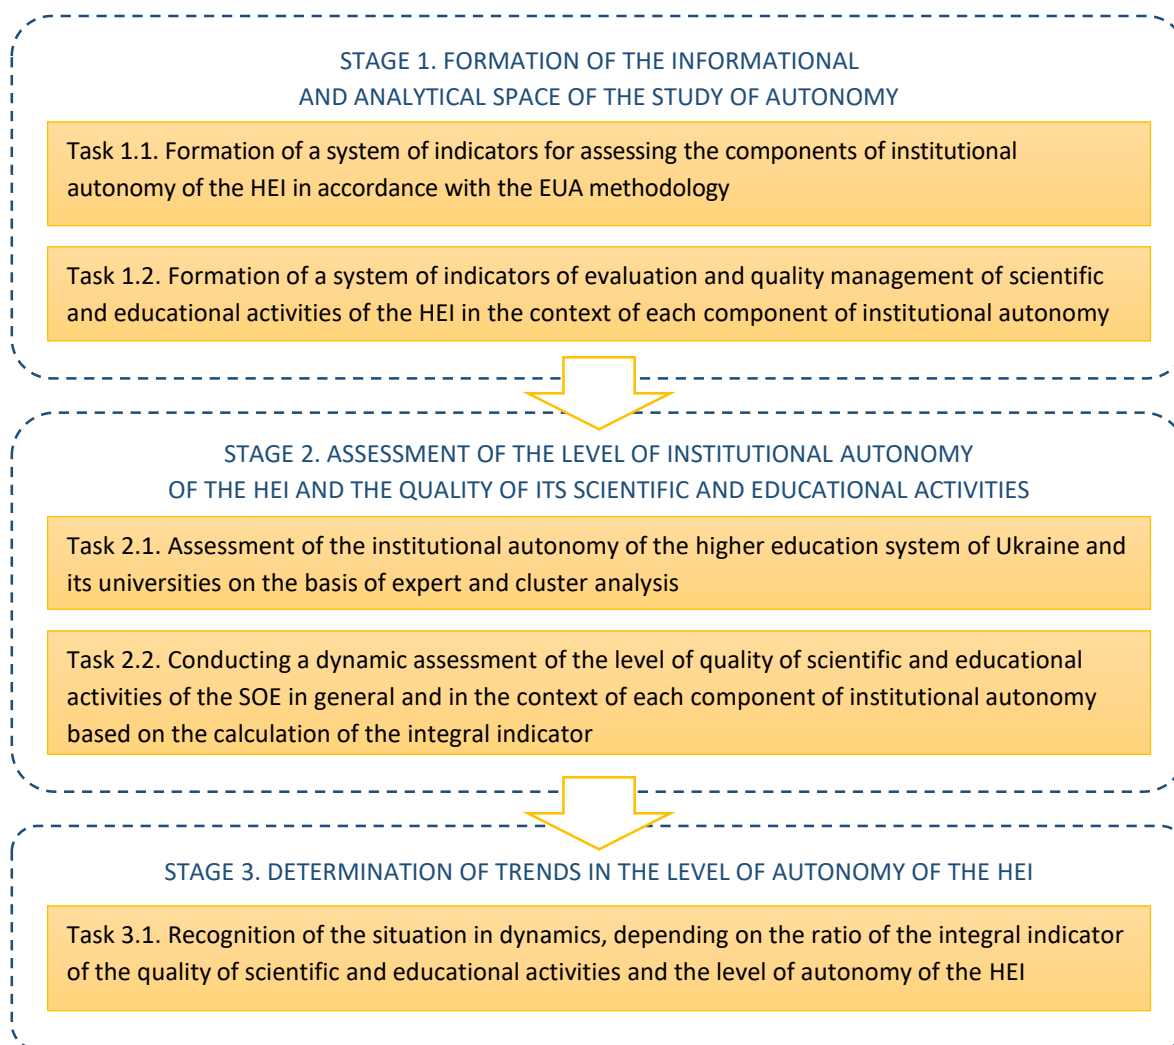 STAGE 1. FORMATION OF THE INFORMATIONAL
AND ANALYTICAL SPACE OF THE STUDY OF AUTONOMY
Task 1.1. Formation of a system of indicators for assessing the components of institutional
autonomy of the HEI in accordance with the EUA methodology
Task 1.2. Formation of a system of indicators of evaluation and quality management of scientific
and educational activities of the HEI in the context of each component of institutional autonomy
STAGE 2. ASSESSMENT OF THE LEVEL OF INSTITUTIONAL AUTONOMY
OF THE HEI AND THE QUALITY OF ITS SCIENTIFIC AND EDUCATIONAL ACTIVITIES
Task 2.1. Assessment of the institutional autonomy of the higher education system of Ukraine and
its universities on the basis of expert and cluster analysis
Task 2.2. Conducting a dynamic assessment of the level of quality of scientific and educational
activities of the SOE in general and in the context of each component of institutional autonomy
based on the calculation of the integral indicator
STAGE 3. DETERMINATION OF TRENDS IN THE LEVEL OF AUTONOMY OF THE HEI
Task 3.1. Recognition of the situation in dynamics, depending on the ratio of the integral indicator
of the quality of scientific and educational activities and the level of autonomy of the HEI